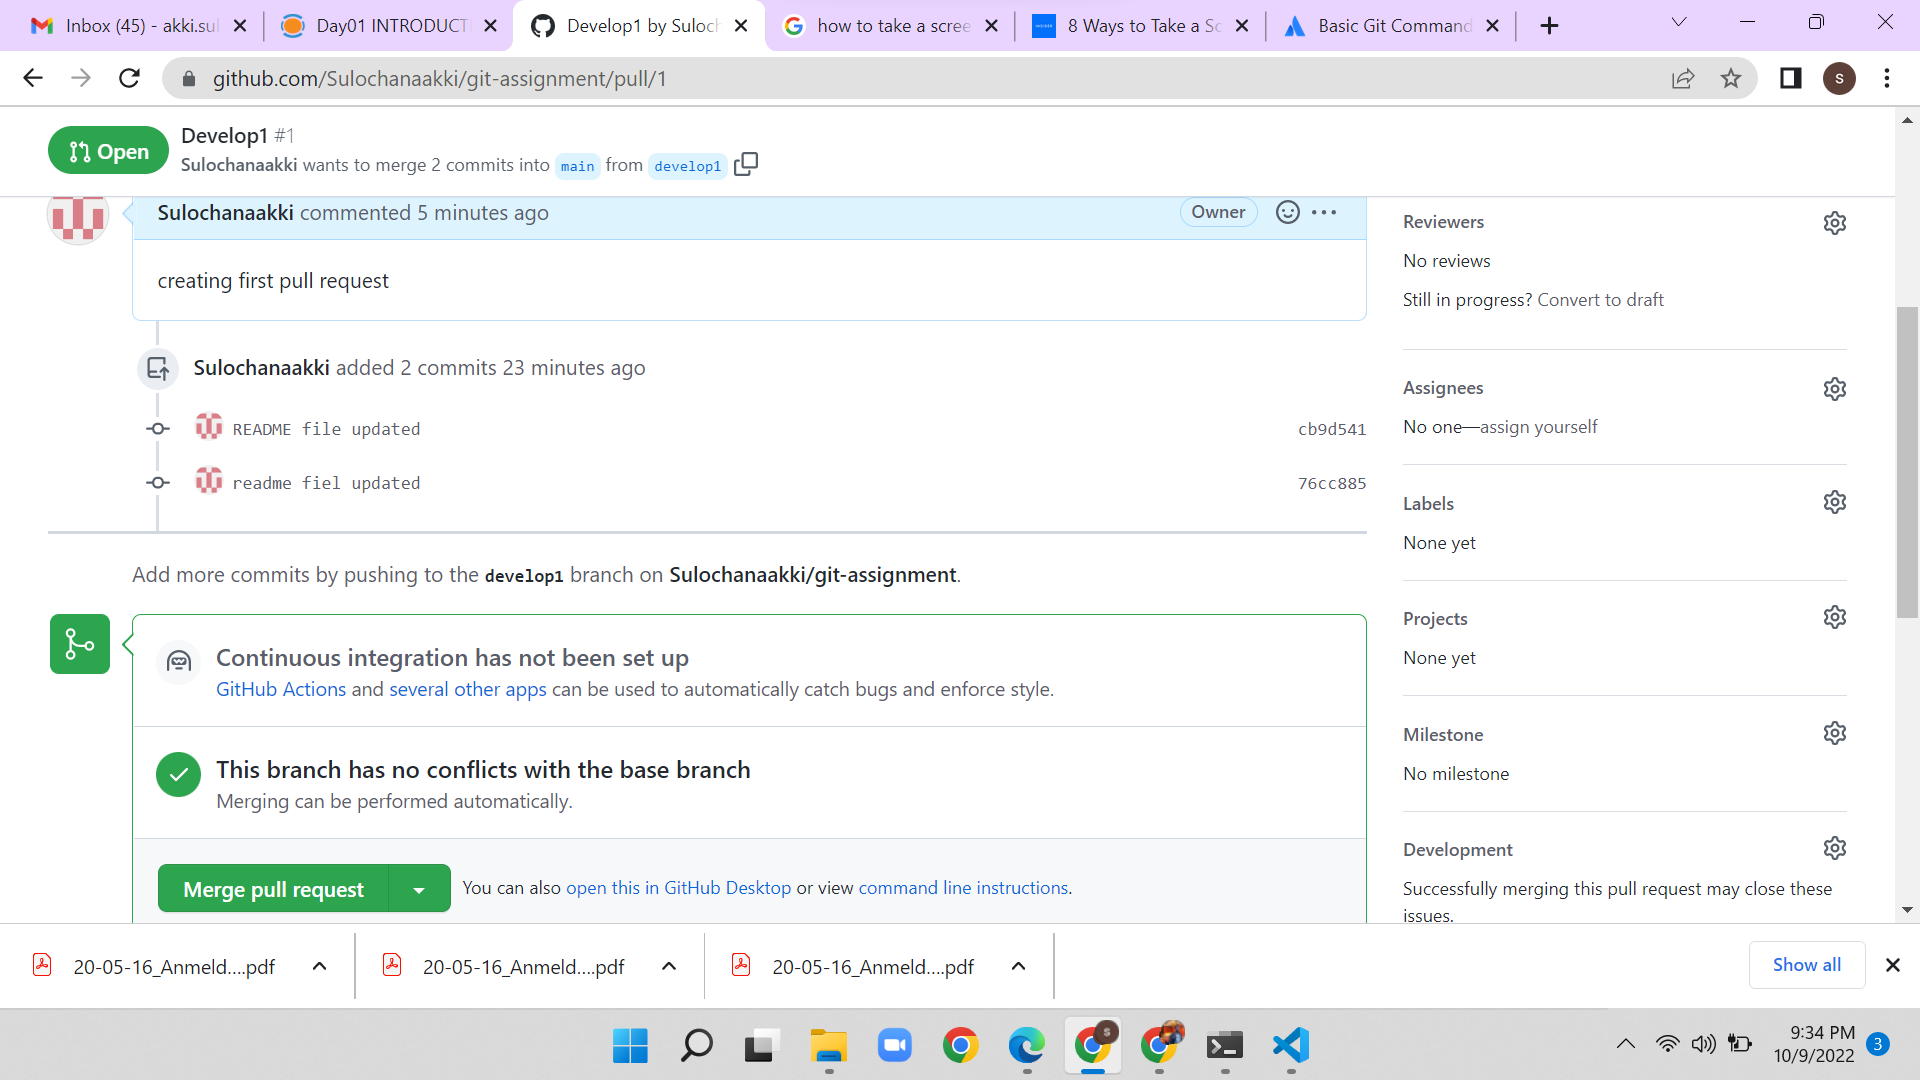 Inbox (45) - akki.sul
Day01 INTRODUCTI
Develop1 by Suloch
how to take a scree
8 Ways to Take a Sc
Basic Git Command
github.com/Sulochanaakki/git-assignment/pull/1
S
Open
Develop1 #1
Sulochanaakki wants to merge 2 commits into main from develop1
Sulochanaakki commented 5 minutes ago
Owner
creating first pull request
Sulochanaakki added 2 commits 23 minutes ago
README file updated
cb9d541
readme fiel updated
76cc885
Add more commits by pushing to the develop1 branch on Sulochanaakki/git-assignment.
Continuous integration has not been set up
GitHub Actions and several other apps can be used to automatically catch bugs and enforce style.
This branch has no conflicts with the base branch
Merging can be performed automatically.
Merge pull request
You can also open this in GitHub Desktop or view command line instructions.
Reviewers
No reviews
Still in progress? Convert to draft
Assignees
No one—assign yourself
Labels
None yet
Projects
None yet
Milestone
No milestone
Development
Successfully merging this pull request may close these
issues.
20-05-16_Anmeld....pdf
20-05-16_Anmeld....pdf
20-05-16_Anmeld....pdf
Show all
9:34 PM
10/9/2022
3